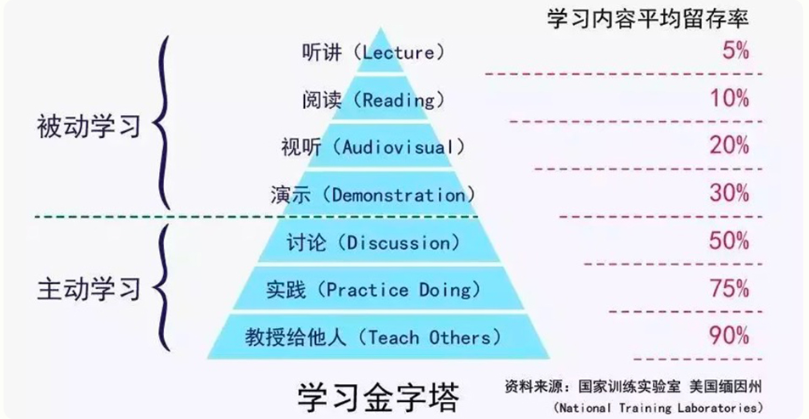 学习内容平均留存率
听讲（Lecture）
5%
阅读（Reading）
10%
被动学习
视听（Audiovisual）
20%
演示（Demonstration）
30%
讨论（Discussion）
50%
主动学习
实践（Practice Doing）
75%
教授给他人（Teach Others）
90%
学习金字塔
资料来源：国家训练实验室 美国缅因州
（National Training Laboratories）